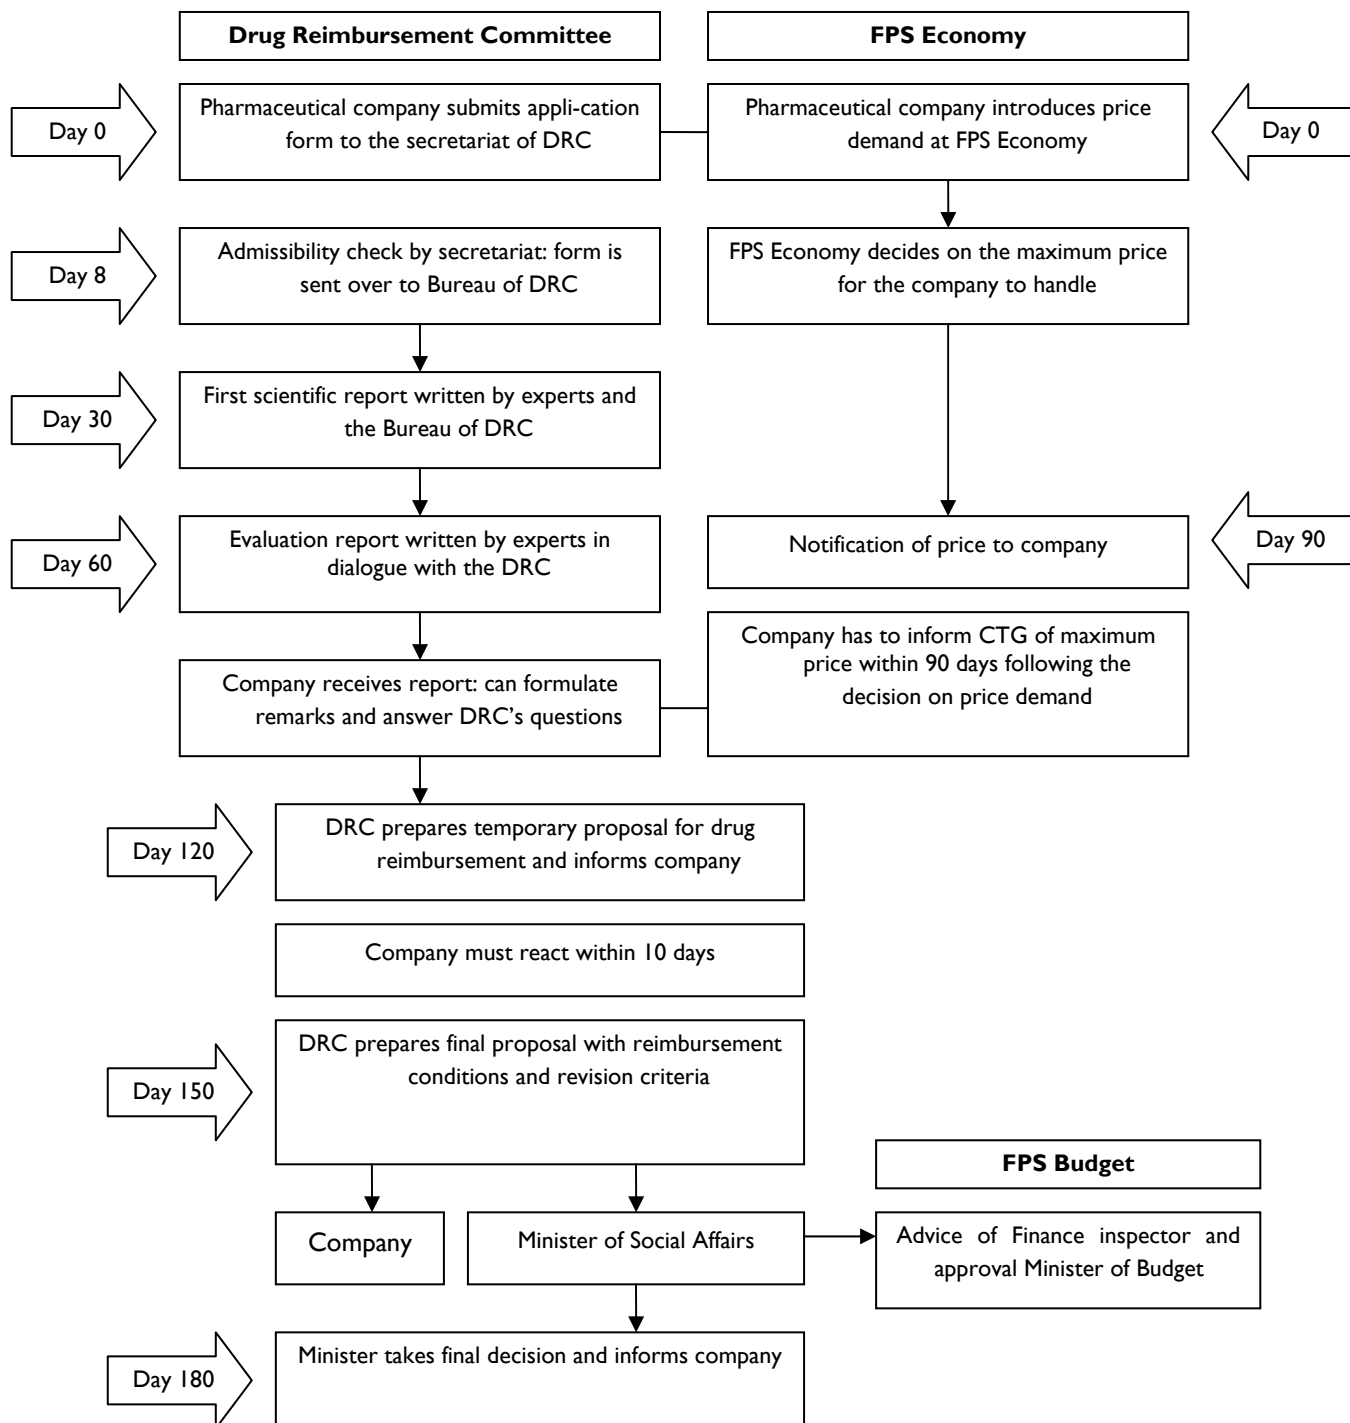 Drug Reimbursement Committee
FPS Economy
Day 0
Pharmaceutical company submits appli-cation
form to the secretariat of DRC
Pharmaceutical company introduces price
demand at FPS Economy
Day 0
Day 8
Admissibility check by secretariat: form is
sent over to Bureau of DRC
FPS Economy decides on the maximum price
for the company to handle
Day 30
First scientific report written by experts and
the Bureau of DRC
Day 60
Evaluation report written by experts in
dialogue with the DRC
Notification of price to company
Day 90
Company receives report: can formulate
remarks and answer DRC’s questions
Company has to inform CTG of maximum
price within 90 days following the
decision on price demand
Day 120
DRC prepares temporary proposal for drug
reimbursement and informs company
Company must react within 10 days
Day 150
DRC prepares final proposal with reimbursement
conditions and revision criteria
FPS Budget
Company
Minister of Social Affairs
Advice of Finance inspector and
approval Minister of Budget
Day 180
Minister takes final decision and informs company